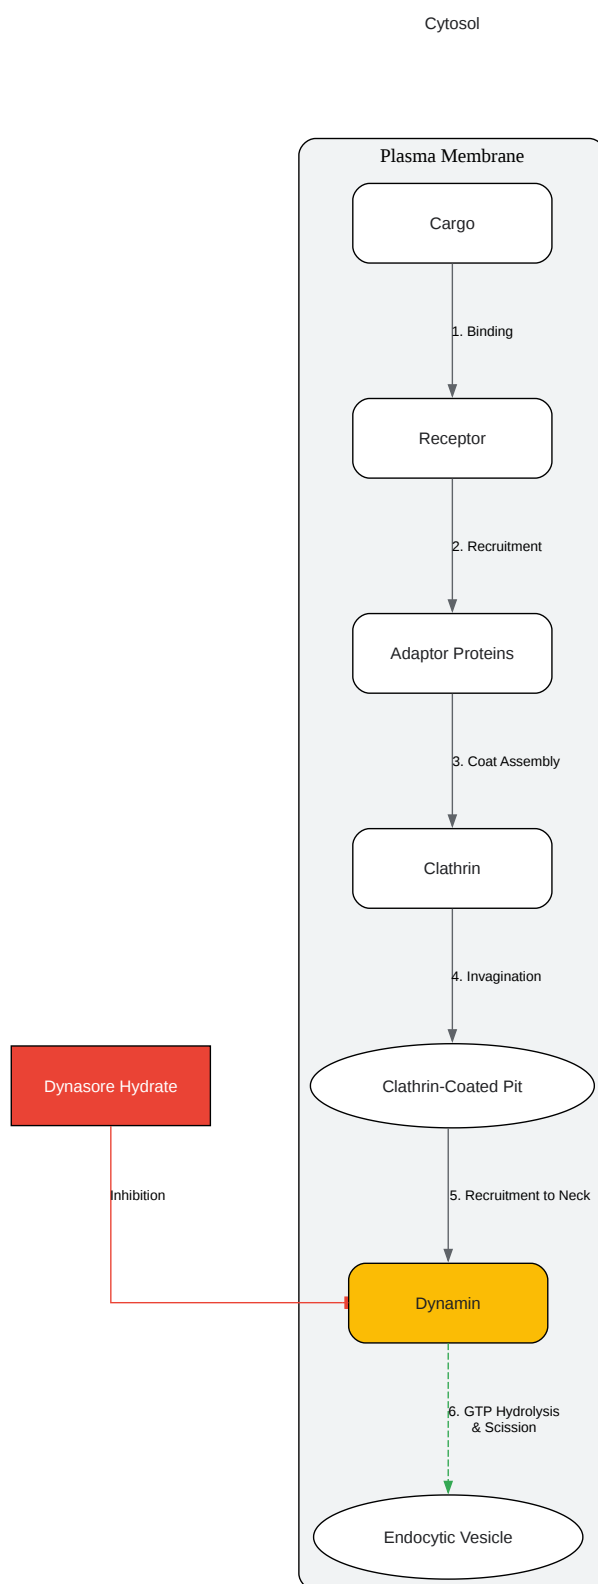 Cytosol
Plasma Membrane
Cargo
1. Binding
Receptor
2. Recruitment
Adaptor Proteins
3. Coat Assembly
Clathrin
4. Invagination
Dynasore Hydrate
Clathrin-Coated Pit
Inhibition
5. Recruitment to Neck
Dynamin
6. GTP Hydrolysis
& Scission
Endocytic Vesicle